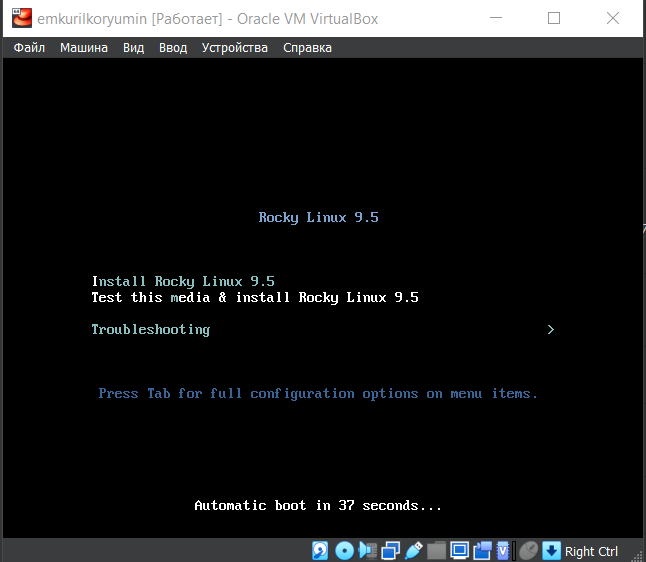 emkurilkoryumin [Работает] - Oracle VM VirtualBox
Файл Машина Вид Ввод Устройства Справка
Rocky Linux 9.5
Install Rocky Linux 9.5
Test this media & install Rocky Linux 9.5
Troubleshooting >
Press Tab for full configuration options on menu items.
Automatic boot in 37 seconds...
Right Ctrl